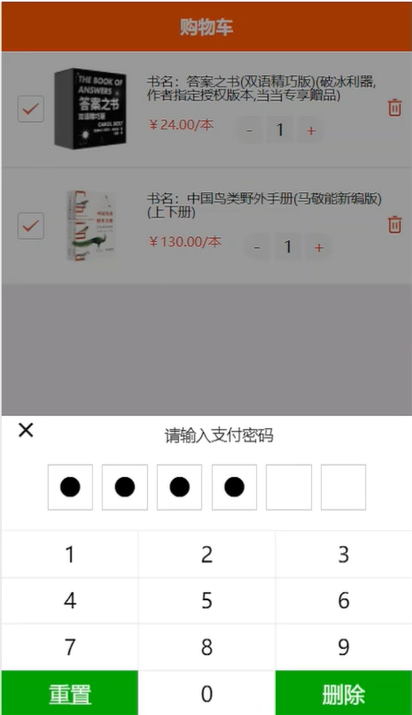 购物车
THE BOOK OF
ANSWERS
答案之书
双语精巧版
CAROL BOLT
书名：答案之书(双语精巧版)(破冰利器,
作者指定授权版本,当当专享赠品)
￥24.00/本
- 1 +
书名：中国鸟类野外手册(马敬能新编版)
(上下册)
￥130.00/本
- 1 +
×
请输入支付密码
1 2 3
4 5 6
7 8 9
重置 0 删除